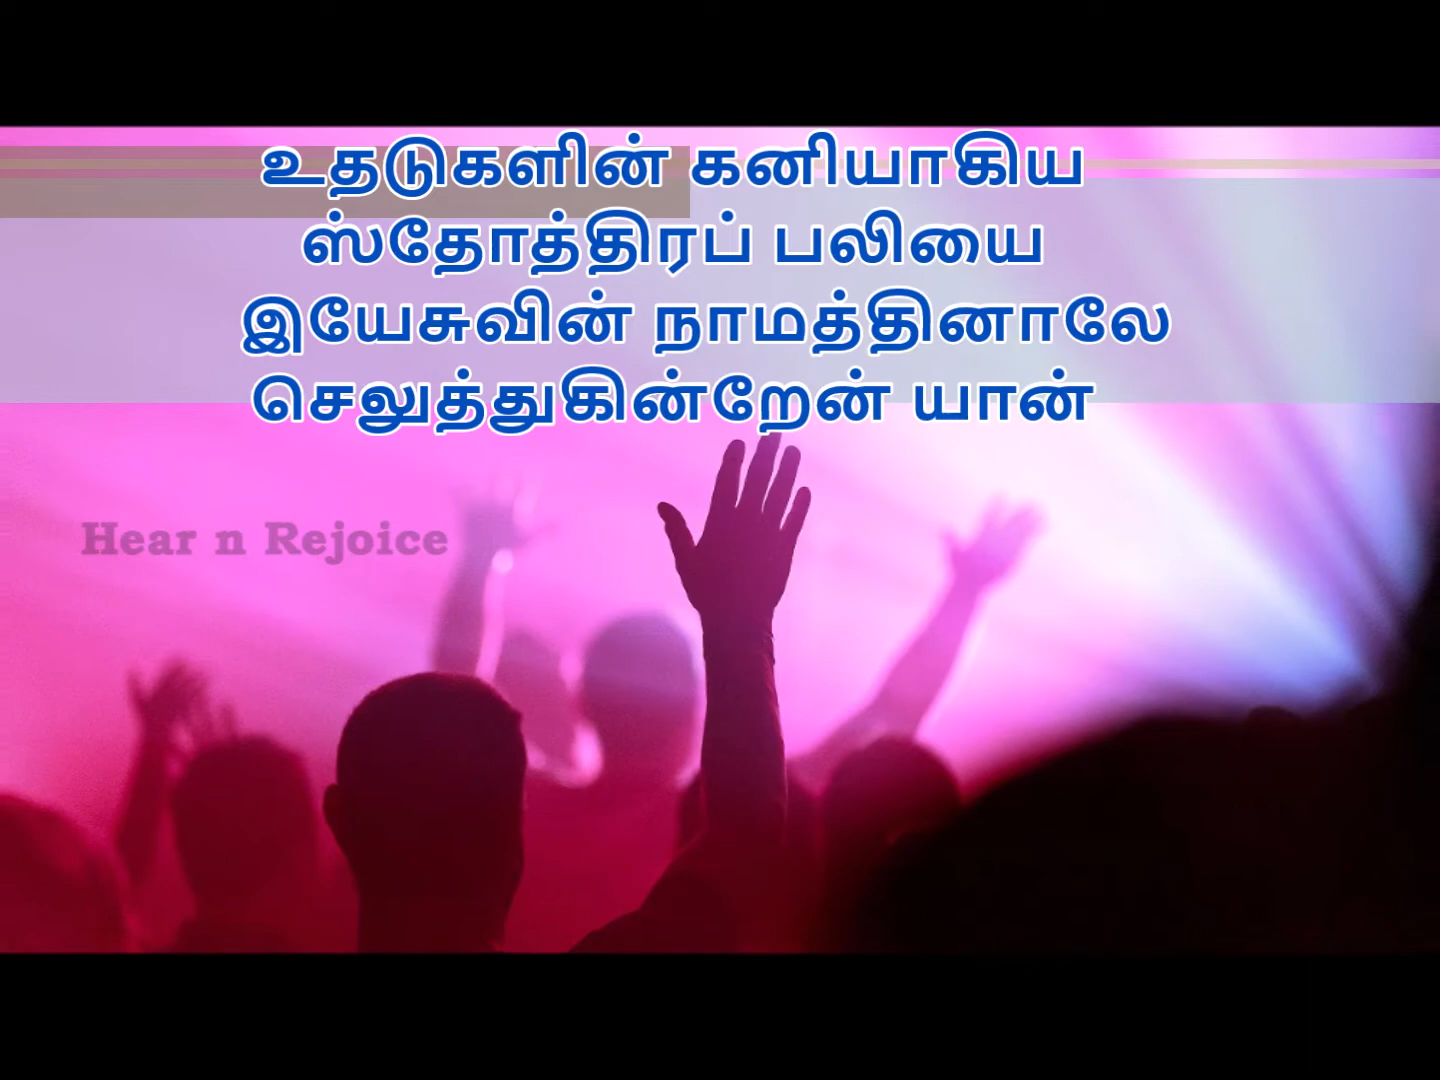 உதடுகளின் கனியாகிய
ஸ்தோத்திரப் பலியை
இயேசுவின் நாமத்தினாலே
செலுத்துகின்றேன் யான்
Hear n Rejoice